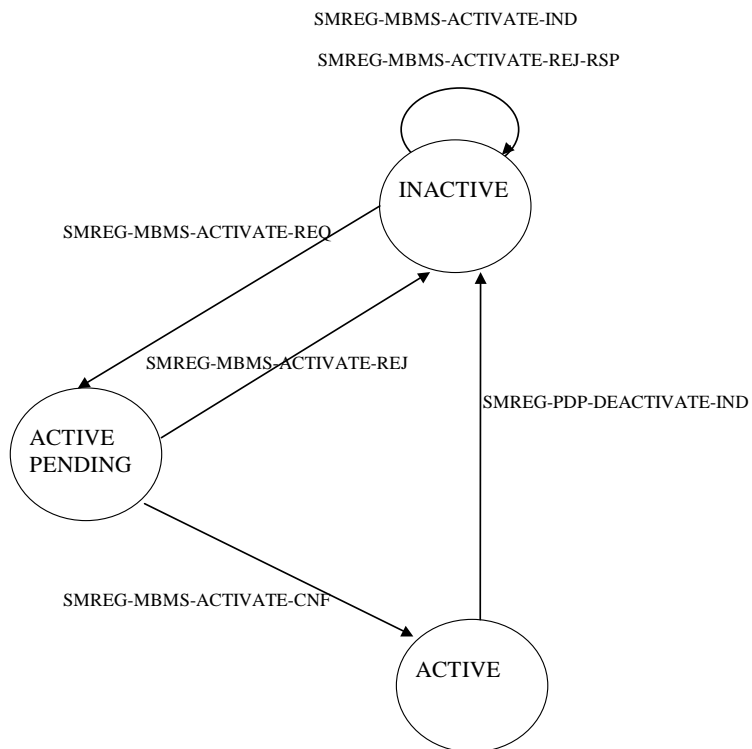 SMREG-MBMS-ACTIVATE-IND
SMREG-MBMS-ACTIVATE-REJ-RSP
INACTIVE
SMREG-MBMS-ACTIVATE-REQ
SMREG-MBMS-ACTIVATE-REJ
SMREG-PDP-DEACTIVATE-IND
ACTIVE
PENDING
SMREG-MBMS-ACTIVATE-CNF
ACTIVE